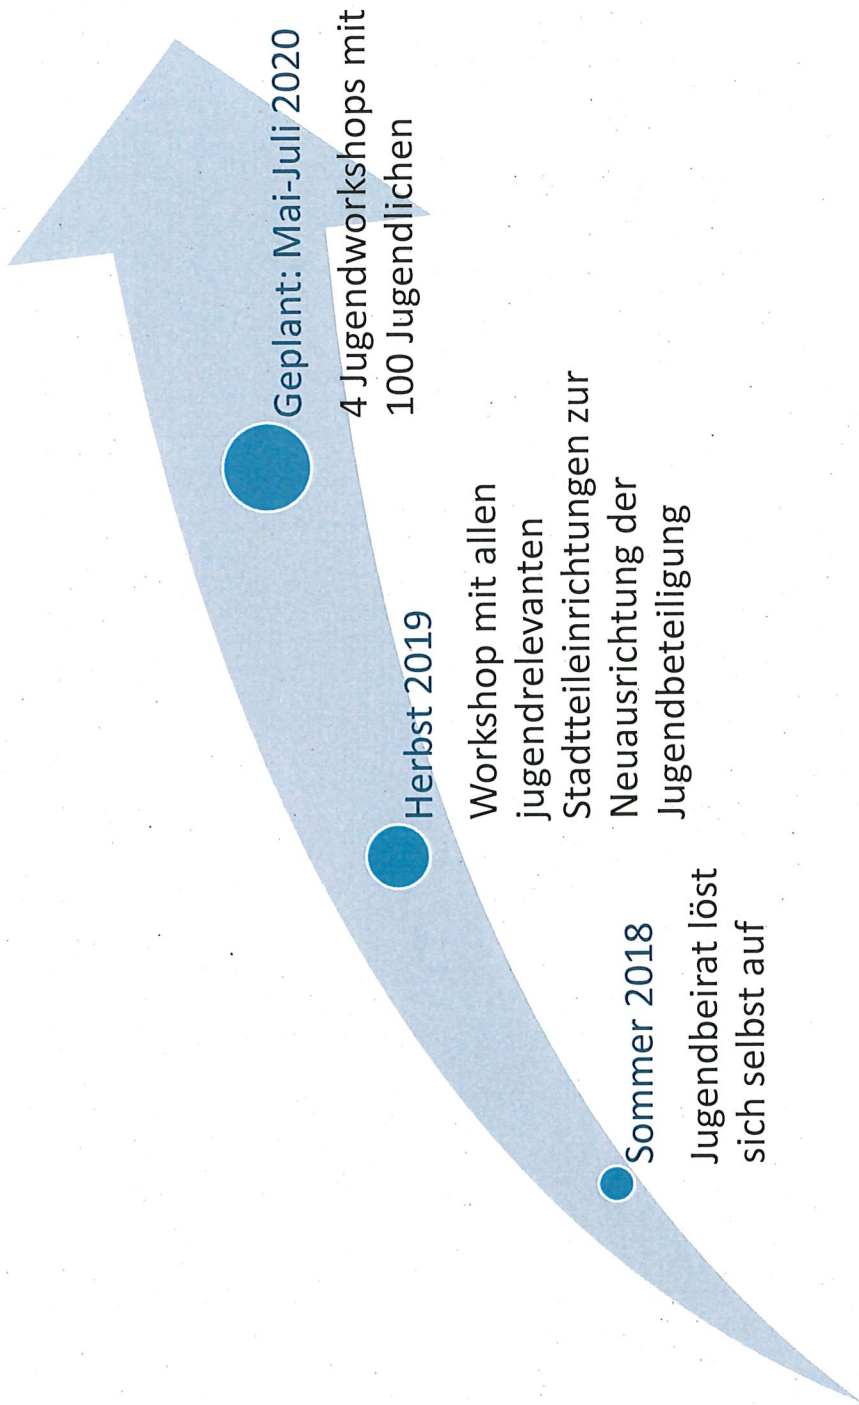 Sommer 2018
Jugendbeirat löst
sich selbst auf
Herbst 2019
Workshop mit allen
jugendrelevanten
Stadtteileinrichtungen zur
Neuausrichtung der
Jugendbeteiligung
Geplant: Mai-Juli 2020
4 Jugendworkshops mit
100 Jugendlichen